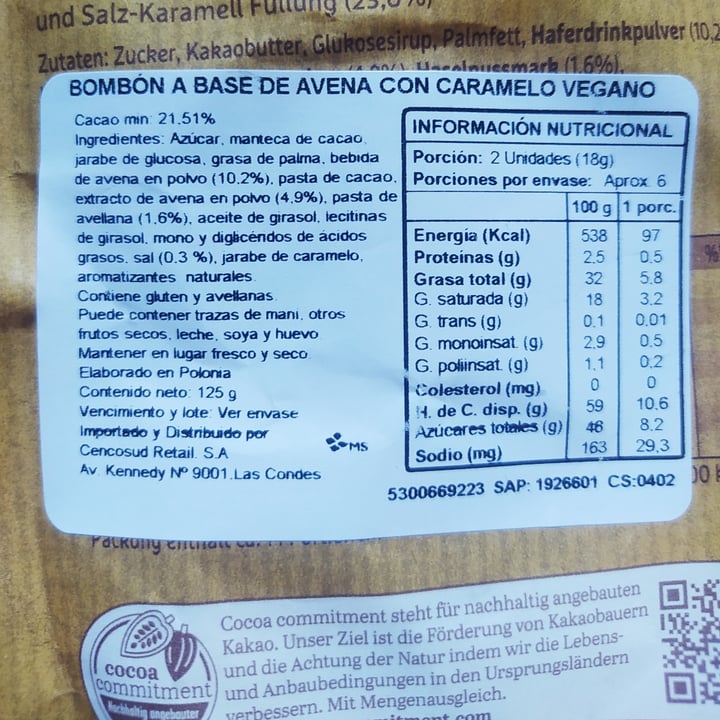 und Salz-Karamell Füllung (23,0%)
Zutaten: Zucker, Kakaobutter, Glukosesirup, Palmfett, Haferdrinkpulver (10,2
Haselnussmark (1,6%),
BOMBÓN A BASE DE AVENA CON CARAMELO VEGANO
Cacao min: 21.51%
Ingredientes: Azúcar, manteca de cacao,
jarabe de glucosa, grasa de palma, bebida
de avena en polvo (10.2%), pasta de cacao,
extracto de avena en polvo (4.9%), pasta de
avellana (1,6%), aceite de girasol, lecitinas
de girasol, mono y diglicéridos de ácidos
grasos, sal (0.3 %), jarabe de caramelo,
aromatizantes naturales.
Contiene gluten y avellanas.
Puede contener trazas de mani, otros
frutos secos, leche, soya y huevo
Mantener en lugar fresco y seco
Elaborado en Polonia
Contenido neto: 125 g
Vencimiento y lote: Ver envase
Importado y Distribuido por
Cencosud Retail. S.A
Av. Kennedy Nº 9001.Las Condes
MS
INFORMACIÓN NUTRICIONAL
Porción: 2 Unidades (18g)
Porciones por envase: Aprox. 6
100 g 1 porc.
Energía (Kcal) 538 97
Proteínas (g) 2,5 0,5
Grasa total (g) 32 5,8
G. saturada (g) 18 3,2
G. trans (g) 0,1 0,01
G. monoinsat. (g) 2,9 0,5
G. poliinsat. (g) 1,1 0,2
Colesterol (mg) 0 0
H. de C. disp. (g) 59 10,6
Azúcares totales (g) 46 8,2
Sodio (mg) 163 29,3
5300669223 SAP: 1926601 CS:0402
Packung enthält ca.
cocoa
commitment
Nachhaltig angebauter
Cocoa commitment steht für nachhaltig angebauten
Kakao. Unser Ziel ist die Förderung von Kakaobauern
und die Achtung der Natur indem wir die Lebens-
und Anbaubedingungen in den Ursprungsländern
verbessern. Mit Mengenausgleich.